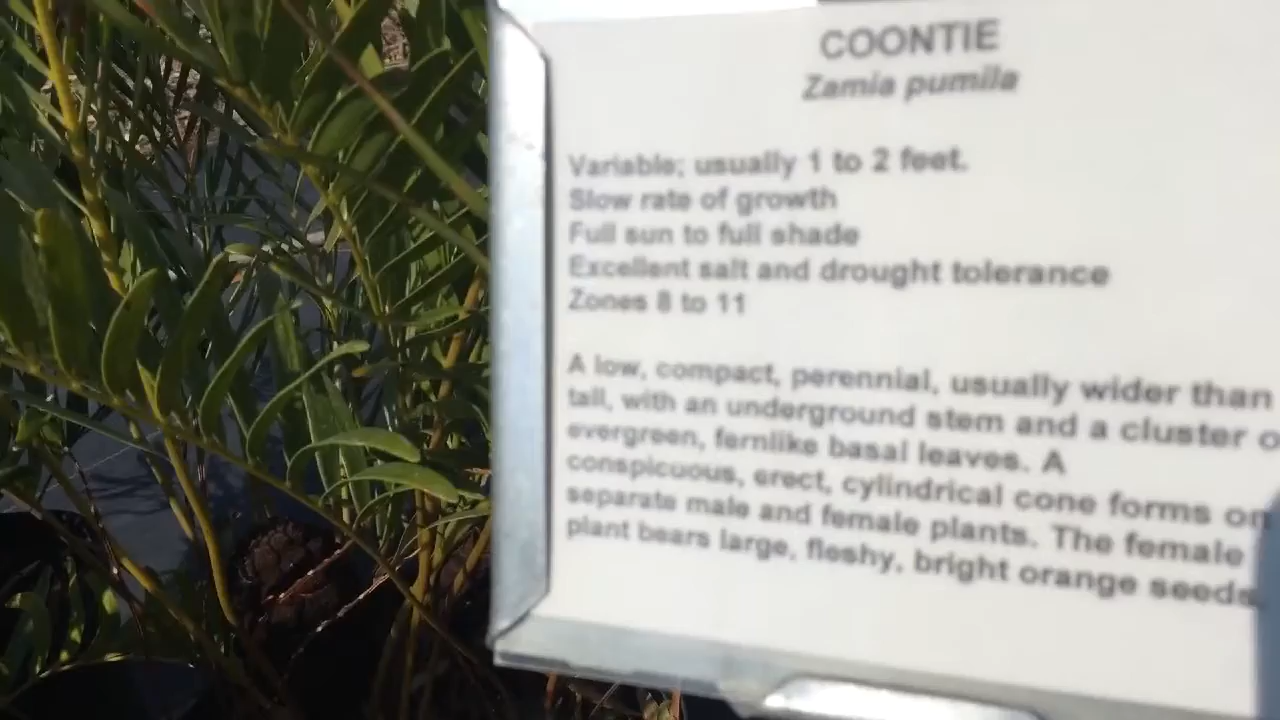 COONTIE
Zamia pumila
Variable; usually 1 to 2 feet.
Slow rate of growth
Full sun to full shade
Excellent salt and drought tolerance
Zones 8 to 11
A low, compact, perennial, usually wider than
tall, with an underground stem and a cluster o
evergreen, fernlike basal leaves. A
conspicuous, erect, cylindrical cone forms on
separate male and female plants. The female
plant bears large, fleshy, bright orange seeds